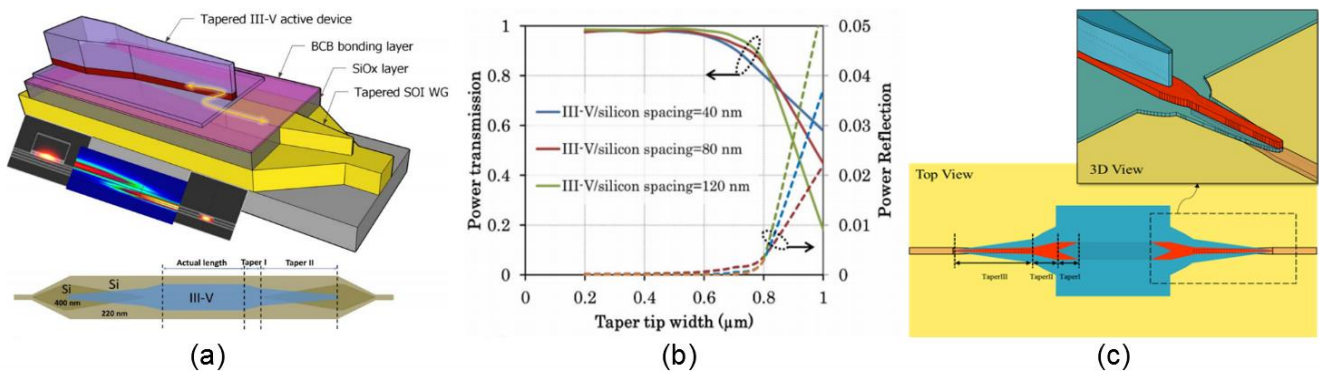 Tapered III-V active device
BCB bonding layer
SiOx layer
Tapered SOI WG
Actual length
Taper I
Taper II
Si
Si
400 nm
III-V
220 nm
(a)
1
0.8
0.6
0.4
0.2
0
Power transmission
III-V/silicon spacing=40 nm
III-V/silicon spacing=80 nm
III-V/silicon spacing=120 nm
0.05
0.04
0.03
0.02
0.01
0
Power Reflection
0.2
0.4
0.6
0.8
1
Taper tip width (μm)
(b)
3D View
Top View
TaperIII
TaperII
TaperI
(c)